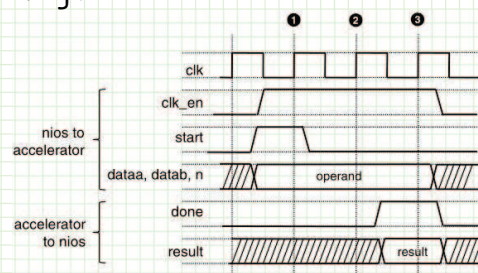 1 2 3
clk
clk_en
nios to
accelerator
start
dataa, datab, n
operand
done
accelerator
to nios
result
result